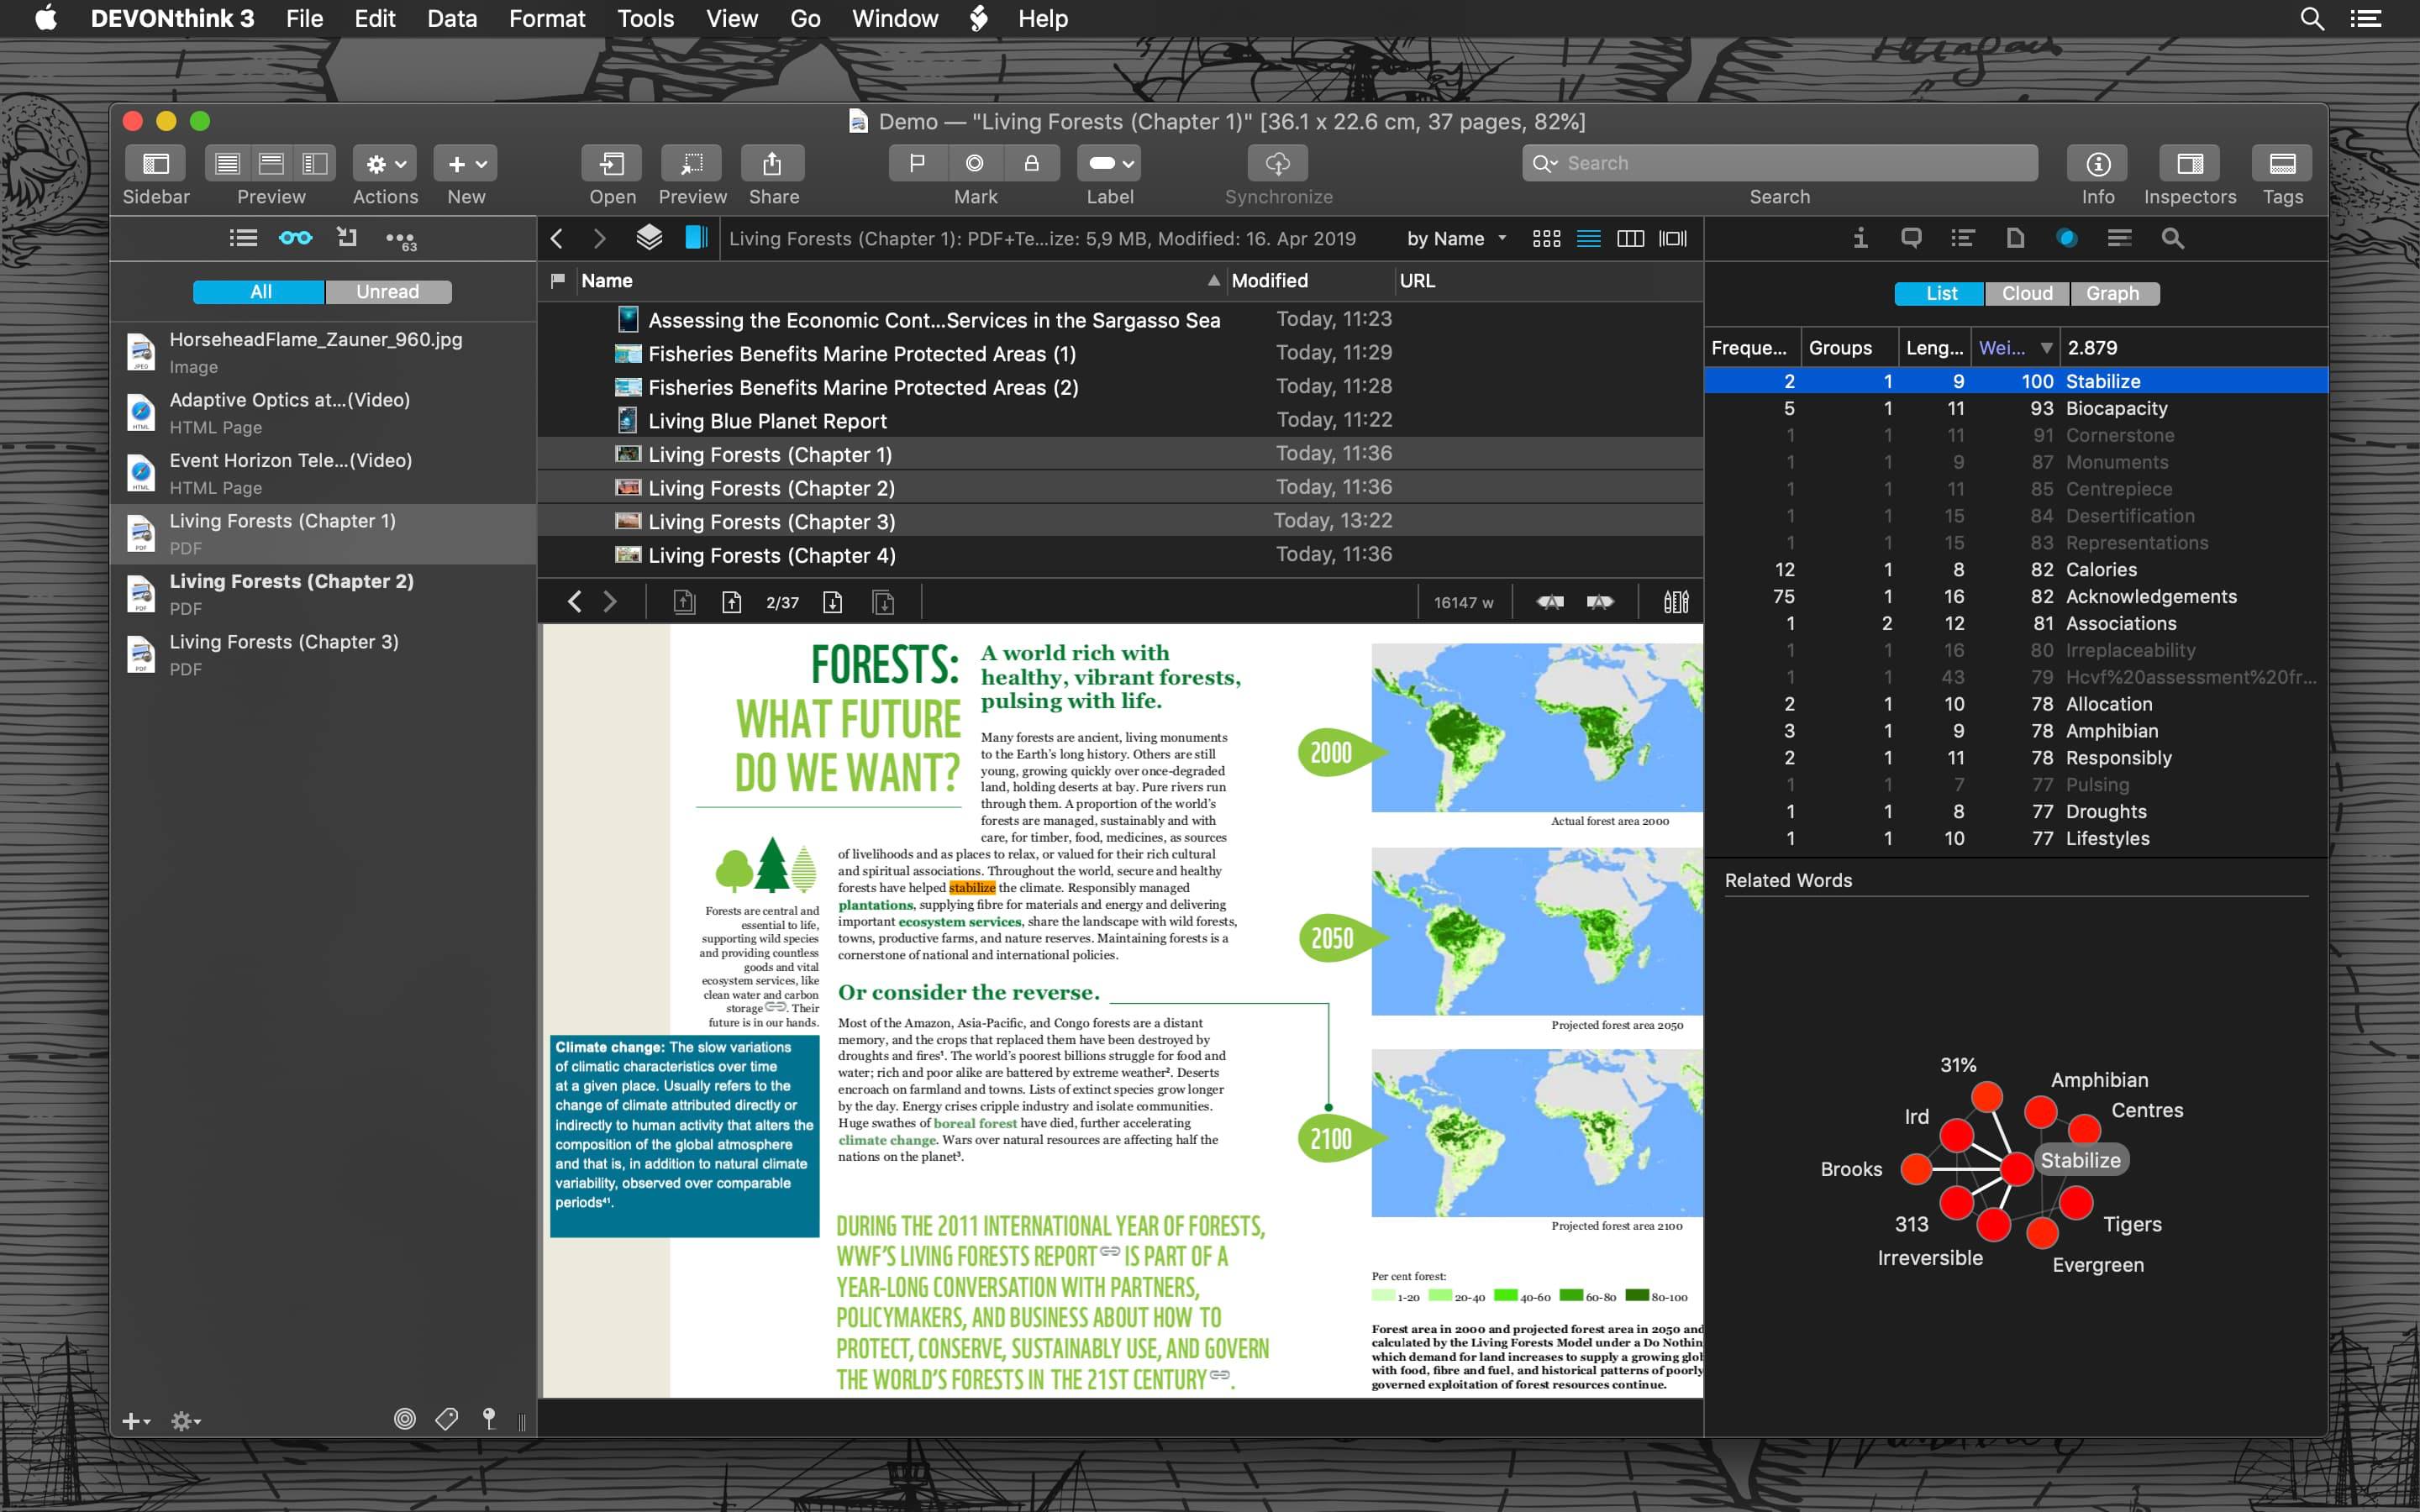 DEVONthink 3 File Edit Data Format Tools View Go Window Help
Demo — "Living Forests (Chapter 1)" [36.1 x 22.6 cm, 37 pages, 82%]
Search
Sidebar Preview Actions New Open Preview Share Mark Label Synchronize Search Info Inspectors Tags
63
All Unread
HorseheadFlame_Zauner_960.jpg
Image
Adaptive Optics at...(Video)
HTML Page
Event Horizon Tele...(Video)
HTML Page
Living Forests (Chapter 1)
PDF
Living Forests (Chapter 2)
PDF
Living Forests (Chapter 3)
PDF
Living Forests (Chapter 1): PDF+Te...ize: 5,9 MB, Modified: 16. Apr 2019 by Name
Name Modified URL
Assessing the Economic Cont...Services in the Sargasso Sea Today, 11:23
Fisheries Benefits Marine Protected Areas (1) Today, 11:29
Fisheries Benefits Marine Protected Areas (2) Today, 11:28
Living Blue Planet Report Today, 11:22
Living Forests (Chapter 1) Today, 11:36
Living Forests (Chapter 2) Today, 11:36
Living Forests (Chapter 3) Today, 13:22
Living Forests (Chapter 4) Today, 11:36
2/37 16147 w
FORESTS:
WHAT FUTURE
DO WE WANT?
A world rich with
healthy, vibrant forests,
pulsing with life.
Many forests are ancient, living monuments
to the Earth's long history. Others are still
young, growing quickly over once-degraded
land, holding deserts at bay. Pure rivers run
through them. A proportion of the world's
forests are managed, sustainably and with
care, for timber, food, medicines, as sources
of livelihoods and as places to relax, or valued for their rich cultural
and spiritual associations. Throughout the world, secure and healthy
forests have helped stabilize the climate. Responsibly managed
plantations, supplying fibre for materials and energy and delivering
important ecosystem services, share the landscape with wild forests,
towns, productive farms, and nature reserves. Maintaining forests is a
cornerstone of national and international policies.
Forests are central and
essential to life,
supporting wild species
and providing countless
goods and vital
ecosystem services, like
clean water and carbon
storage. Their
future is in our hands.
Climate change: The slow variations
of climatic characteristics over time
at a given place. Usually refers to the
change of climate attributed directly or
indirectly to human activity that alters the
composition of the global atmosphere
and that is, in addition to natural climate
variability, observed over comparable
periods⁴¹.
Or consider the reverse.
Most of the Amazon, Asia-Pacific, and Congo forests are a distant
memory, and the crops that replaced them have been destroyed by
droughts and fires¹. The world's poorest billions struggle for food and
water; rich and poor alike are battered by extreme weather². Deserts
encroach on farmland and towns. Lists of extinct species grow longer
by the day. Energy crises cripple industry and isolate communities.
Huge swathes of boreal forest have died, further accelerating
climate change. Wars over natural resources are affecting half the
nations on the planet³.
DURING THE 2011 INTERNATIONAL YEAR OF FORESTS,
WWF'S LIVING FORESTS REPORT IS PART OF A
YEAR-LONG CONVERSATION WITH PARTNERS,
POLICYMAKERS, AND BUSINESS ABOUT HOW TO
PROTECT, CONSERVE, SUSTAINABLY USE, AND GOVERN
THE WORLD'S FORESTS IN THE 21ST CENTURY.
2000
Actual forest area 2000
2050
Projected forest area 2050
2100
Projected forest area 2100
Per cent forest:
1-20 20-40 40-60 60-80 80-100
Forest area in 2000 and projected forest area in 2050 and
calculated by the Living Forests Model under a Do Nothin
which demand for land increases to supply a growing glo
with food, fibre and fuel, and historical patterns of poorly
governed exploitation of forest resources continue.
List Cloud Graph
Freque... Groups Leng... Wei... 2.879
2 1 9 100 Stabilize
5 1 11 93 Biocapacity
1 1 11 91 Cornerstone
1 1 9 87 Monuments
1 1 11 85 Centrepiece
1 1 15 84 Desertification
1 1 15 83 Representations
12 1 8 82 Calories
75 1 16 82 Acknowledgements
1 2 12 81 Associations
1 1 16 80 Irreplaceability
1 1 43 79 Hcvf%20assessment%20fr...
2 1 10 78 Allocation
3 1 9 78 Amphibian
2 1 11 78 Responsibly
1 1 7 77 Pulsing
1 1 8 77 Droughts
1 1 10 77 Lifestyles
Related Words
31%
Amphibian
Centres
Ird
Stabilize
Brooks
313
Tigers
Irreversible
Evergreen